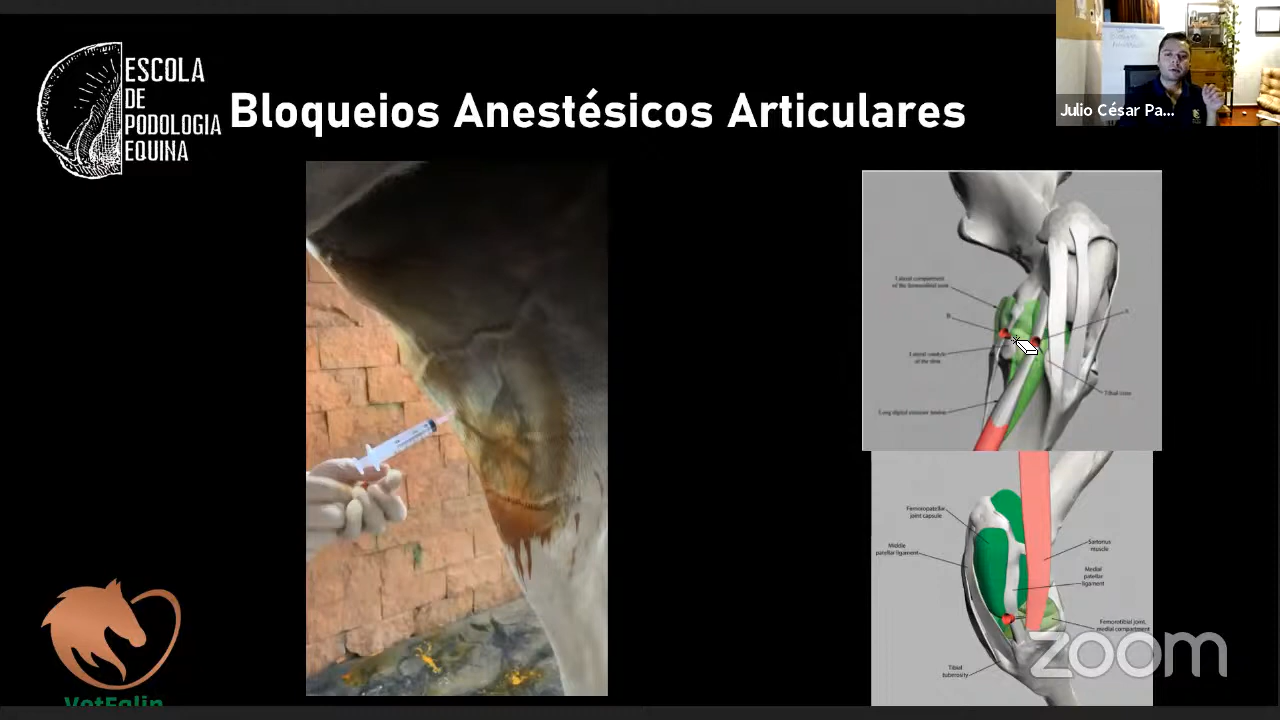 ESCOLA
DE
PODOLOGIA
EQUINA
Bloqueios Anestésicos Articulares
Julio César Pa...
Lateral compartment
of the femorotibial joint
B
A
Lateral condyle
of the tibia
Tibial crest
Long digital extensor tendon
Femoropatellar
joint capsule
Middle
patellar ligament
Sartorius
muscle
Medial
patellar
ligament
Femorotibial joint,
medial compartment
Tibial
tuberosity
zoom